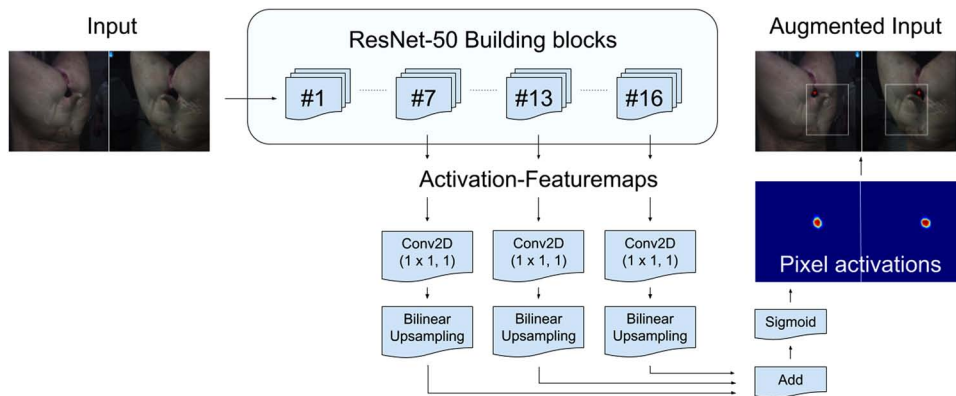 Input
ResNet-50 Building blocks
Augmented Input
#1
#7
#13
#16
Activation-Featuremaps
Conv2D
(1 x 1, 1)
Conv2D
(1 x 1, 1)
Conv2D
(1 x 1, 1)
Pixel activations
Bilinear
Upsampling
Bilinear
Upsampling
Bilinear
Upsampling
Sigmoid
Add